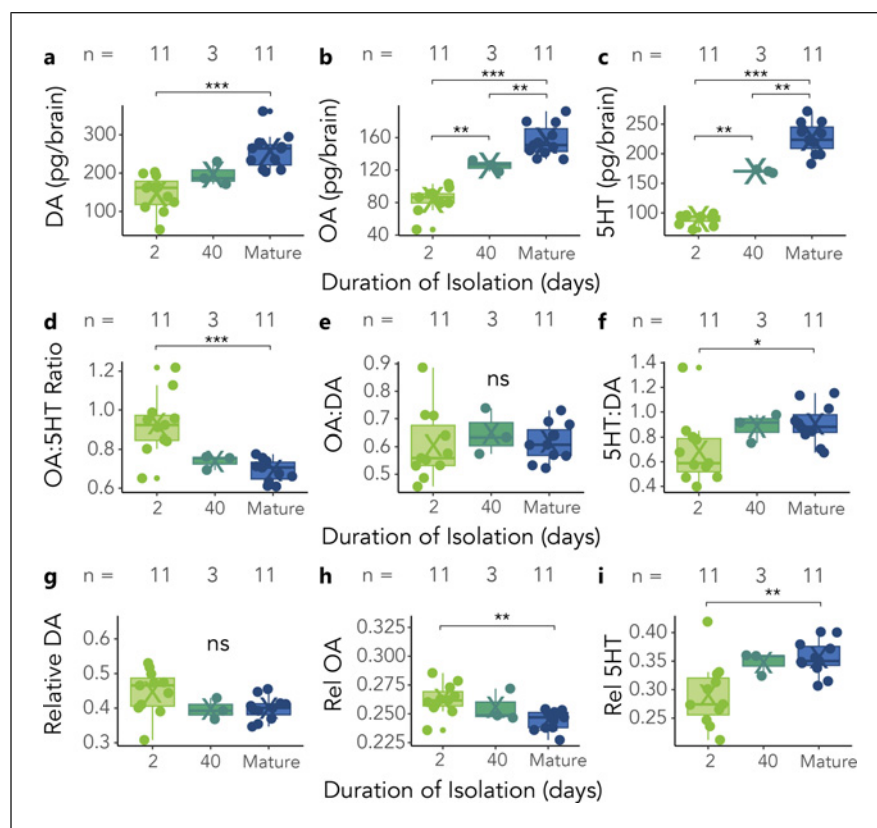 a n = 11 3 11
b n = 11 3 11
c n = 11 3 11
***
***
**
**
***
**
**
DA (pg/brain)
300
200
100
2 40 Mature
OA (pg/brain)
160
120
80
40
2 40 Mature
5HT (pg/brain)
250
200
150
100
2 40 Mature
Duration of Isolation (days)
d n = 11 3 11
e n = 11 3 11
f n = 11 3 11
***
ns
*
OA:5HT Ratio
1.2
1.0
0.8
0.6
2 40 Mature
OA:DA
0.9
0.8
0.7
0.6
0.5
2 40 Mature
5HT:DA
1.4
1.2
1.0
0.8
0.6
0.4
2 40 Mature
Duration of Isolation (days)
g n = 11 3 11
h n = 11 3 11
i n = 11 3 11
ns
**
**
Relative DA
0.6
0.5
0.4
0.3
2 40 Mature
Rel OA
0.325
0.300
0.275
0.250
0.225
2 40 Mature
Rel 5HT
0.40
0.35
0.30
0.25
2 40 Mature
Duration of Isolation (days)